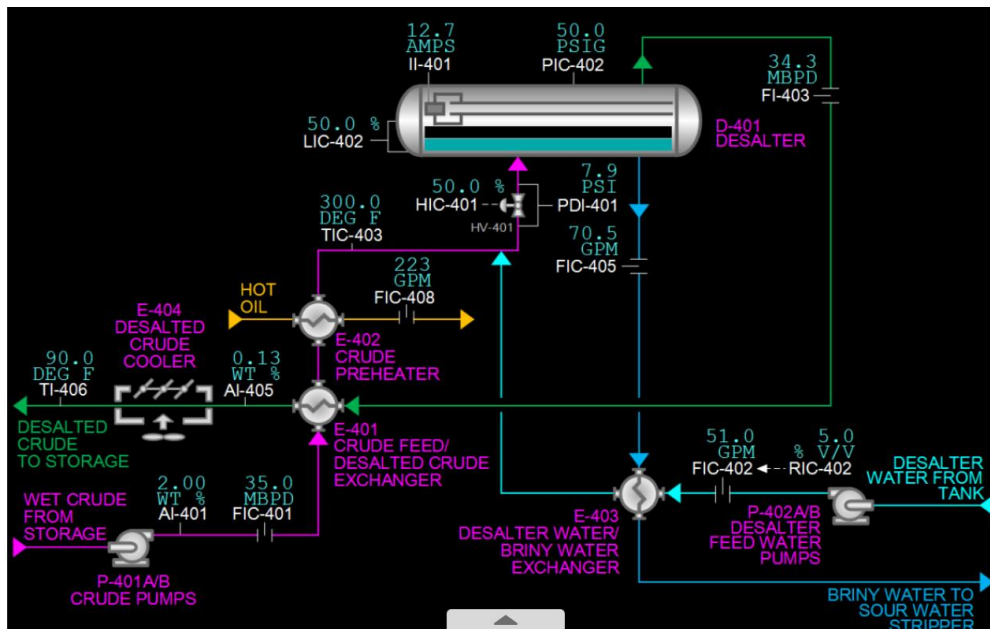 12.7
AMPS
II-401
50.0
PSIG
PIC-402
34.3
MBPD
FI-403
50.0 %
LIC-402
D-401
DESALTER
50.0 %
HIC-401
HV-401
7.9
PSI
PDI-401
300.0
DEG F
TIC-403
70.5
GPM
FIC-405
223
GPM
FIC-408
HOT
OIL
E-404
DESALTED
CRUDE
COOLER
E-402
CRUDE
PREHEATER
90.0
DEG F
TI-406
0.13
WT %
AI-405
DESALTED
CRUDE
TO STORAGE
E-401
CRUDE FEED/
DESALTED CRUDE
EXCHANGER
51.0
GPM
FIC-402
5.0
% V/V
RIC-402
DESALTER
WATER FROM
TANK
WET CRUDE
FROM
STORAGE
2.00
WT %
AI-401
35.0
MBPD
FIC-401
E-403
DESALTER WATER/
BRINY WATER
EXCHANGER
P-402A/B
DESALTER
FEED WATER
PUMPS
P-401A/B
CRUDE PUMPS
BRINY WATER TO
SOUR WATER
STRIPPER